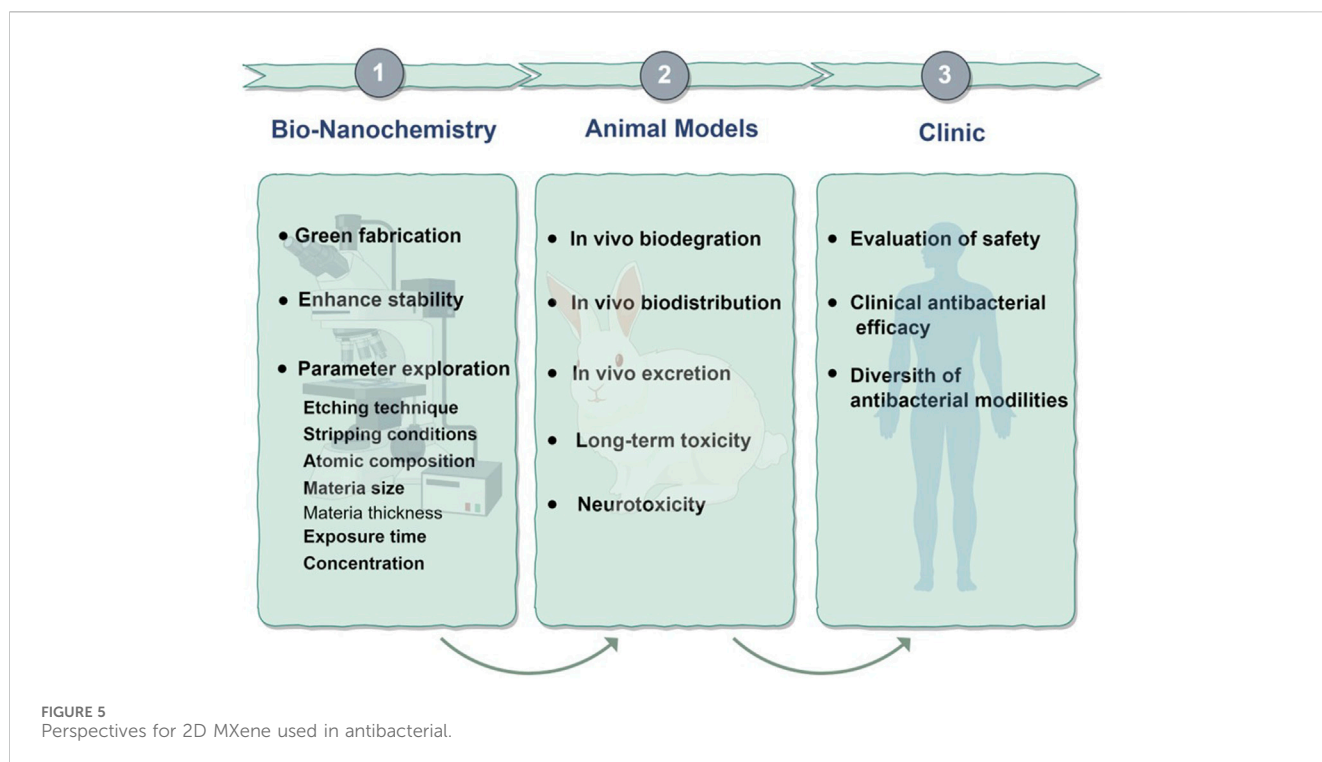 1
2
3
Bio-Nanochemistry
Animal Models
Clinic
• Green fabrication
• Enhance stability
• Parameter exploration
Etching technique
Stripping conditions
Atomic composition
Materia size
Materia thickness
Exposure time
Concentration
• In vivo biodegration
• In vivo biodistribution
• In vivo excretion
• Long-term toxicity
• Neurotoxicity
• Evaluation of safety
• Clinical antibacterial
efficacy
• Diversith of
antibacterial modilities
FIGURE 5
Perspectives for 2D MXene used in antibacterial.